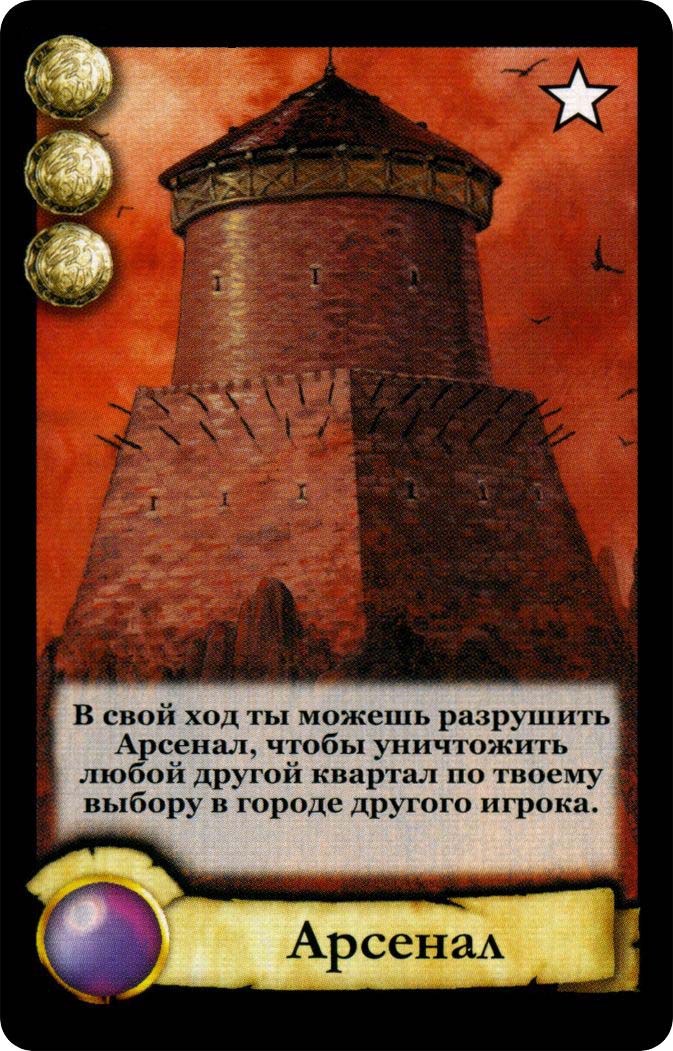 В свой ход ты можешь разрушить
Арсенал, чтобы уничтожить
любой другой квартал по твоему
выбору в городе другого игрока.
Арсенал